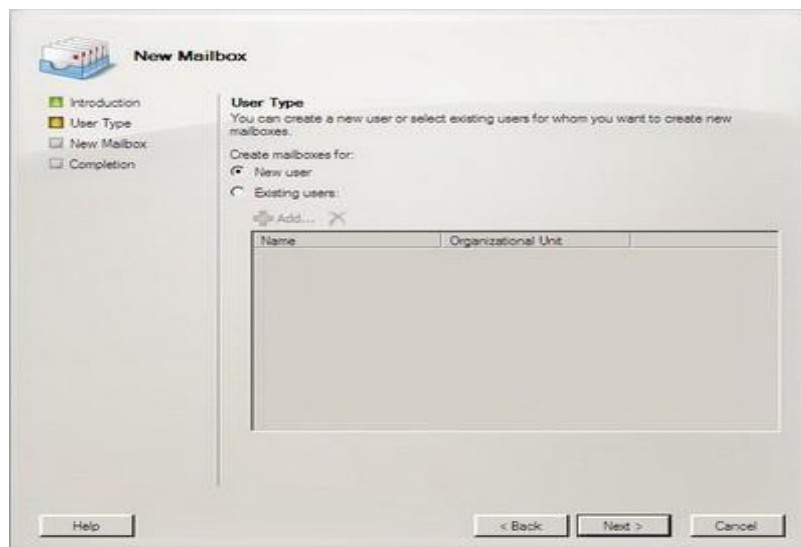 New Mailbox
Introduction
User Type
New Mailbox
Completion
User Type
You can create a new user or select existing users for whom you want to create new
mailboxes.
Create mailboxes for:
New user
Existing users:
Add...
Name Organizational Unit
Help < Back Next > Cancel